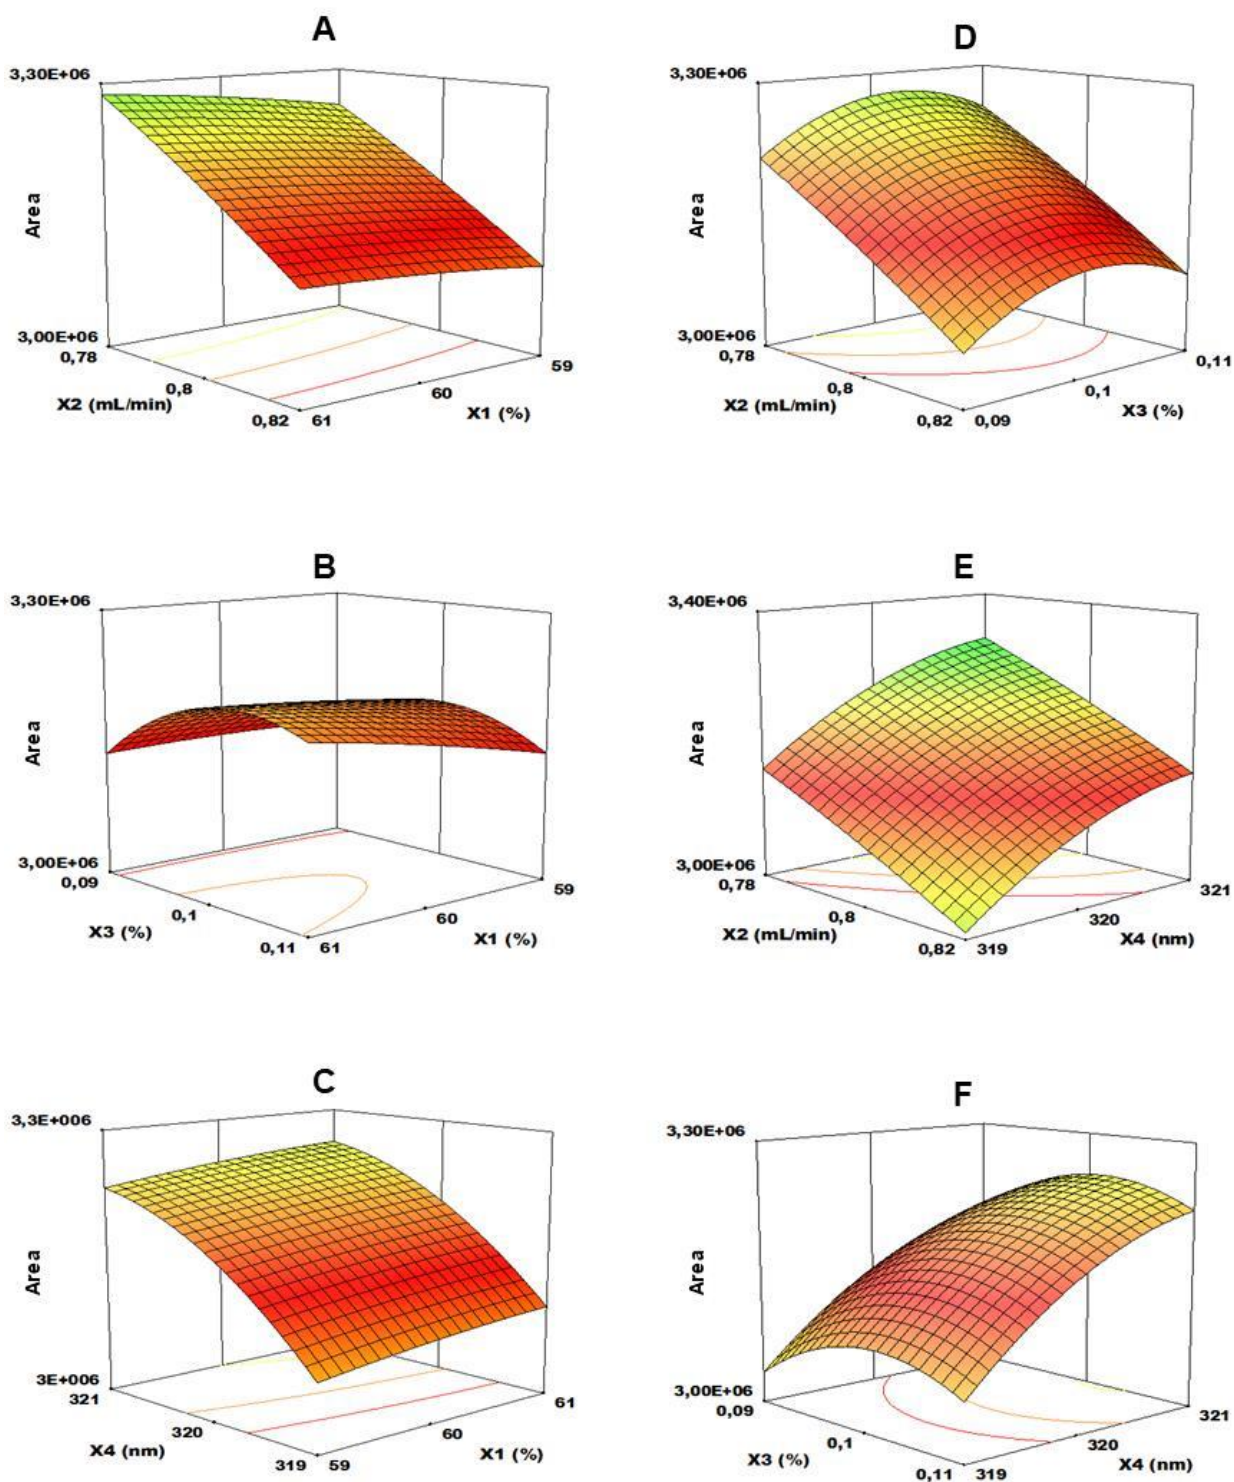 A
3,30E+06
Area
3,00E+06
0,78
0,8
0,82
X2 (mL/min)
61
60
59
X1 (%)
D
3,30E+06
Area
3,00E+06
0,78
0,8
0,82
X2 (mL/min)
0,09
0,1
0,11
X3 (%)
B
3,30E+06
Area
3,00E+06
0,09
0,1
0,11
X3 (%)
61
60
59
X1 (%)
E
3,40E+06
Area
3,00E+06
0,78
0,8
0,82
X2 (mL/min)
319
320
321
X4 (nm)
C
3,3E+006
Area
3E+006
321
320
319
X4 (nm)
59
60
61
X1 (%)
F
3,30E+06
Area
3,00E+06
0,09
0,1
0,11
X3 (%)
319
320
321
X4 (nm)